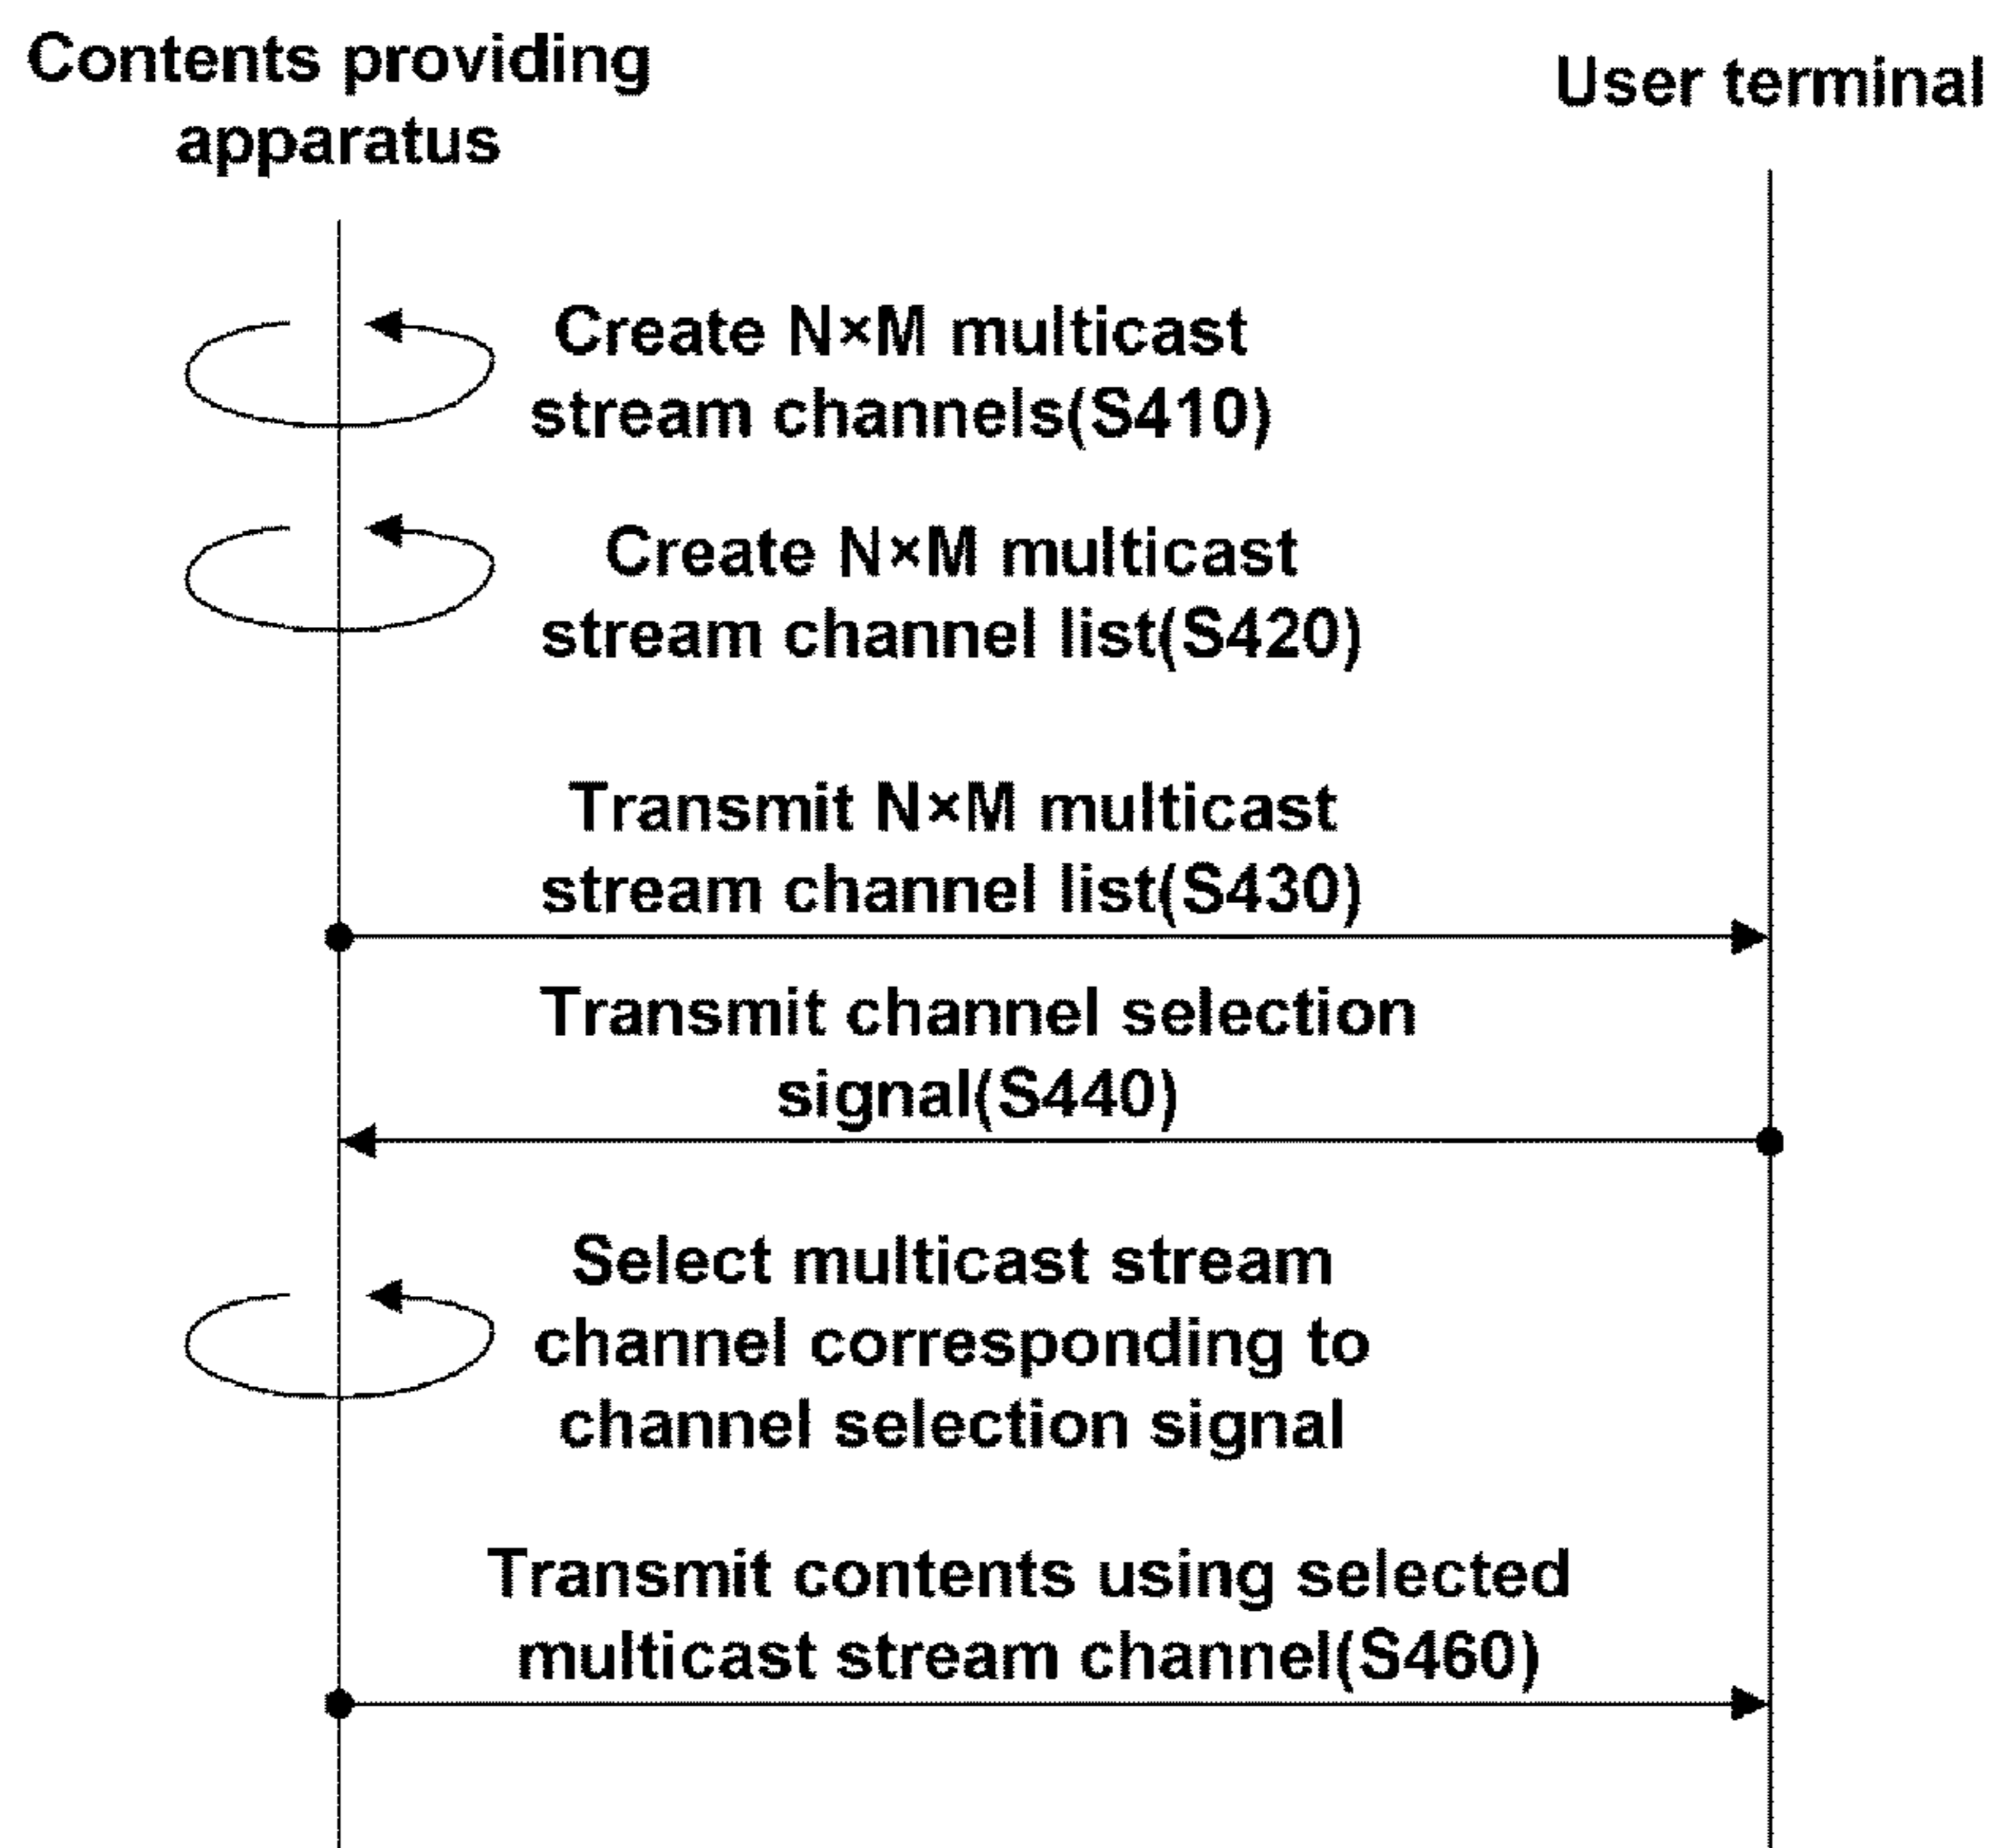 Contents providing
apparatus
User terminal
Create N×M multicast
stream channels(S410)
Create N×M multicast
stream channel list(S420)
Transmit N×M multicast
stream channel list(S430)
Transmit channel selection
signal(S440)
Select multicast stream
channel corresponding to
channel selection signal
Transmit contents using selected
multicast stream channel(S460)